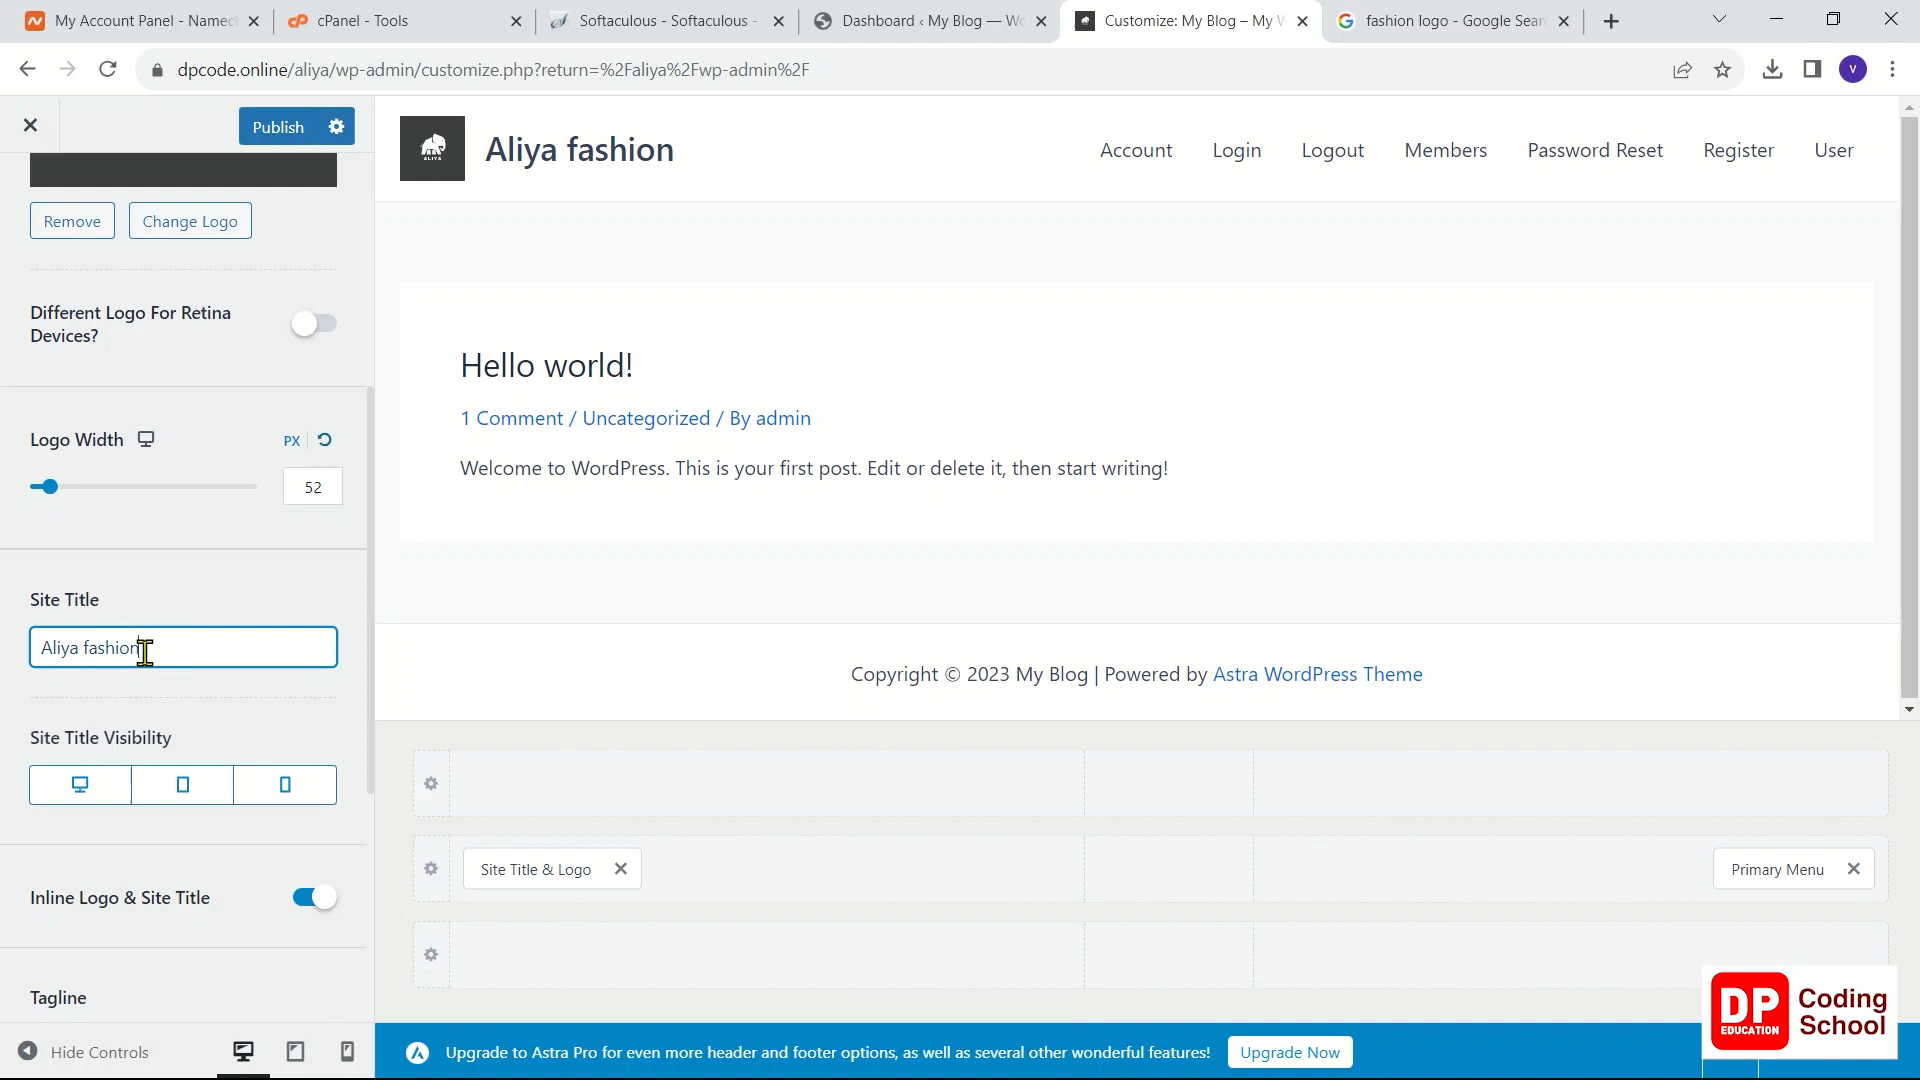 My Account Panel - Namec
cPanel - Tools
Softaculous - Softaculous -
Dashboard ‹ My Blog — Wo
Customize: My Blog – My W
fashion logo - Google Sear
dpcode.online/aliya/wp-admin/customize.php?return=%2Faliya%2Fwp-admin%2F
V
Publish
ALIYA
Aliya fashion
Account
Login
Logout
Members
Password Reset
Register
User
Remove
Change Logo
Different Logo For Retina
Devices?
Logo Width
PX
52
Site Title
Aliya fashion
Site Title Visibility
Inline Logo & Site Title
Tagline
Hide Controls
Hello world!
1 Comment / Uncategorized / By admin
Welcome to WordPress. This is your first post. Edit or delete it, then start writing!
Copyright © 2023 My Blog | Powered by Astra WordPress Theme
Site Title & Logo
Primary Menu
Upgrade to Astra Pro for even more header and footer options, as well as several other wonderful features!
Upgrade Now
DP
EDUCATION
Coding
School